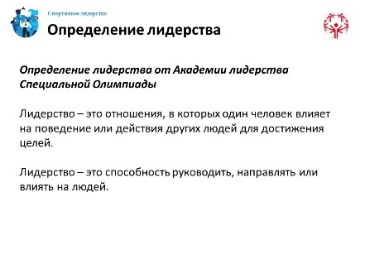 Спортивное лидерство
Определение лидерства
Определение лидерства от Академии лидерства
Специальной Олимпиады
Лидерство – это отношения, в которых один человек влияет
на поведение или действия других людей для достижения
целей.
Лидерство – это способность руководить, направлять или
влиять на людей.